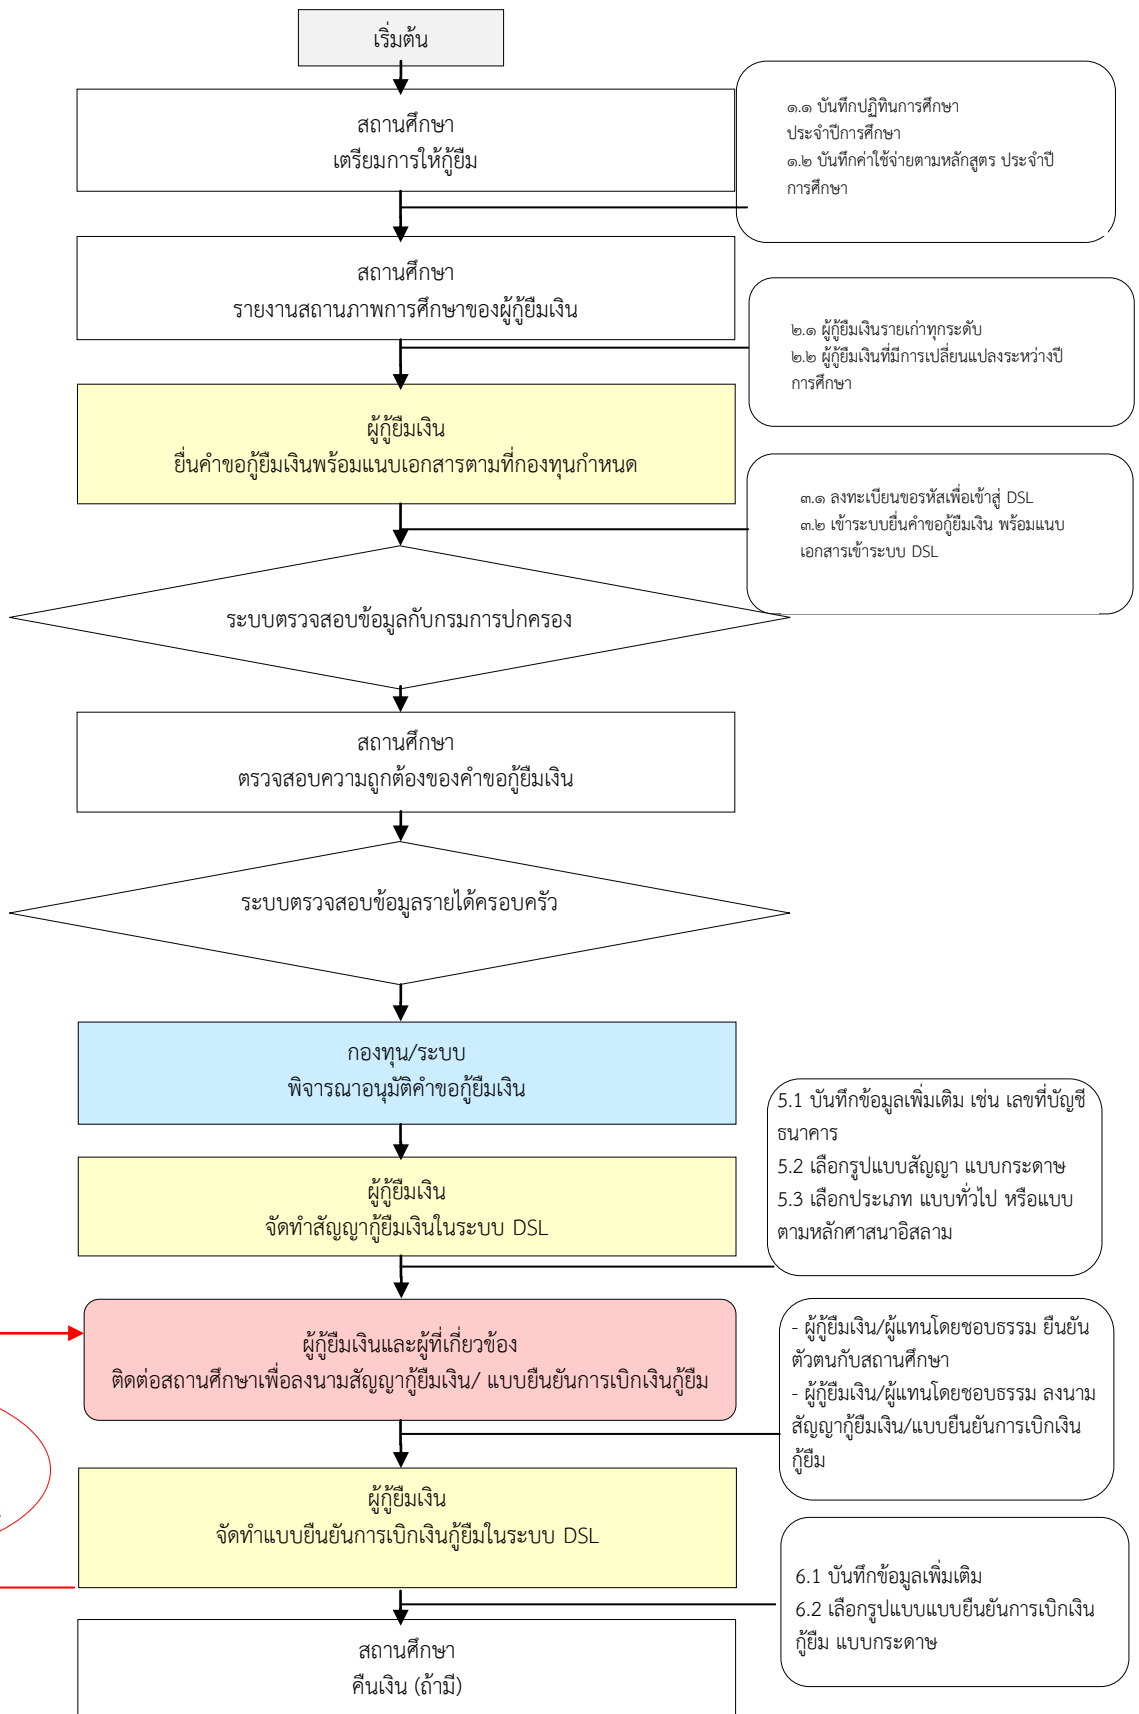 เริ่มต้น
สถานศึกษา
เตรียมการให้กู้ยืม
๑.๑ บันทึกปฏิทินการศึกษา
ประจำปีการศึกษา
๑.๒ บันทึกค่าใช้จ่ายตามหลักสูตร ประจำปี
การศึกษา
สถานศึกษา
รายงานสถานภาพการศึกษาของผู้กู้ยืมเงิน
๒.๑ ผู้กู้ยืมเงินรายเก่าทุกระดับ
๒.๒ ผู้กู้ยืมเงินที่มีการเปลี่ยนแปลงระหว่างปี
การศึกษา
ผู้กู้ยืมเงิน
ยื่นคำขอกู้ยืมเงินพร้อมแนบเอกสารตามที่กองทุนกำหนด
๓.๑ ลงทะเบียนขอรหัสเพื่อเข้าสู่ DSL
๓.๒ เข้าระบบยื่นคำขอกู้ยืมเงิน พร้อมแนบ
เอกสารเข้าระบบ DSL
ระบบตรวจสอบข้อมูลกับกรมการปกครอง
สถานศึกษา
ตรวจสอบความถูกต้องของคำขอกู้ยืมเงิน
ระบบตรวจสอบข้อมูลรายได้ครอบครัว
กองทุน/ระบบ
พิจารณาอนุมัติคำขอกู้ยืมเงิน
ผู้กู้ยืมเงิน
จัดทำสัญญากู้ยืมเงินในระบบ DSL
5.1 บันทึกข้อมูลเพิ่มเติม เช่น เลขที่บัญชี
ธนาคาร
5.2 เลือกรูปแบบสัญญา แบบกระดาษ
5.3 เลือกประเภท แบบทั่วไป หรือแบบ
ตามหลักศาสนาอิสลาม
ผู้กู้ยืมเงินและผู้ที่เกี่ยวข้อง
ติดต่อสถานศึกษาเพื่อลงนามสัญญากู้ยืมเงิน/ แบบยืนยันการเบิกเงินกู้ยืม
- ผู้กู้ยืมเงิน/ผู้แทนโดยชอบธรรม ยืนยัน
ตัวตนกับสถานศึกษา
- ผู้กู้ยืมเงิน/ผู้แทนโดยชอบธรรม ลงนาม
สัญญากู้ยืมเงิน/แบบยืนยันการเบิกเงิน
กู้ยืม
ผู้กู้ยืมเงิน
จัดทำแบบยืนยันการเบิกเงินกู้ยืมในระบบ DSL
6.1 บันทึกข้อมูลเพิ่มเติม
6.2 เลือกรูปแบบแบบยืนยันการเบิกเงิน
กู้ยืม แบบกระดาษ
สถานศึกษา
คืนเงิน (ถ้ามี)